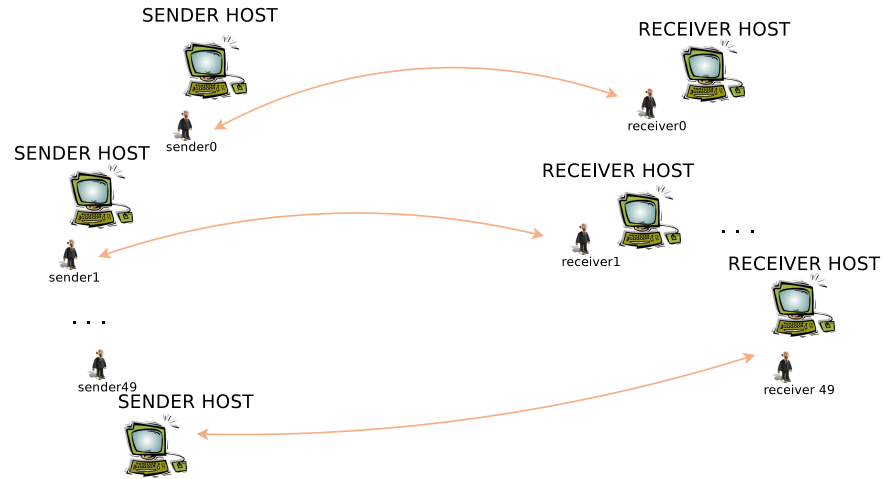 SENDER HOST
RECEIVER HOST
sender0
receiver0
SENDER HOST
RECEIVER HOST
sender1
receiver1
. . .
RECEIVER HOST
. . .
sender49
receiver 49
SENDER HOST